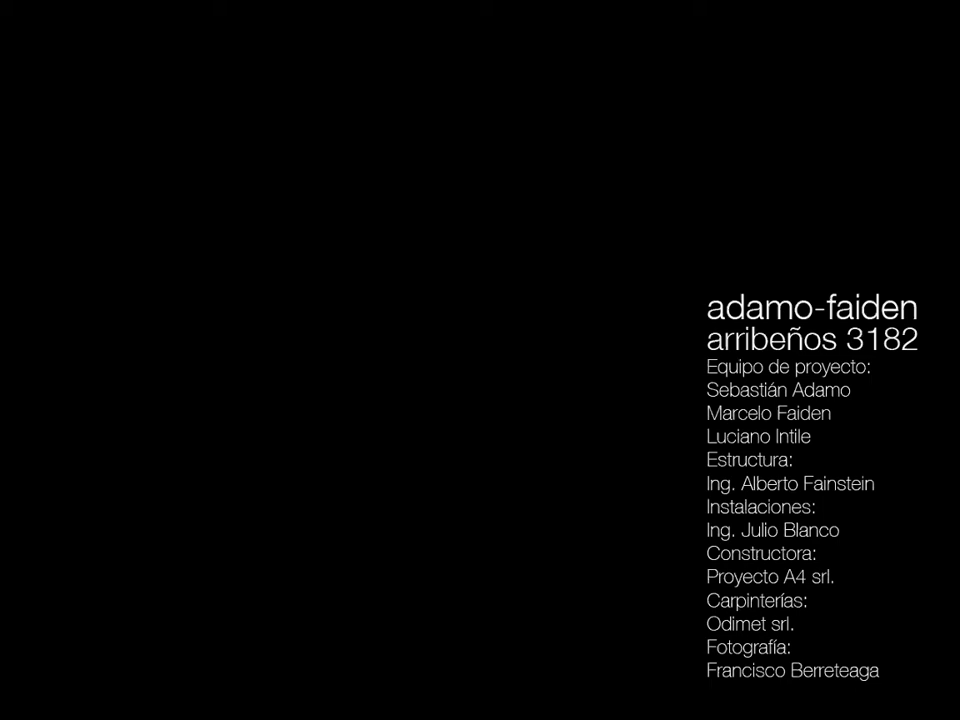 adamo-faiden
arribeños 3182
Equipo de proyecto:
Sebastián Adamo
Marcelo Faiden
Luciano Intile
Estructura:
Ing. Alberto Fainstein
Instalaciones:
Ing. Julio Blanco
Constructora:
Proyecto A4 srl.
Carpinterías:
Odimet srl.
Fotografía:
Francisco Berreteaga